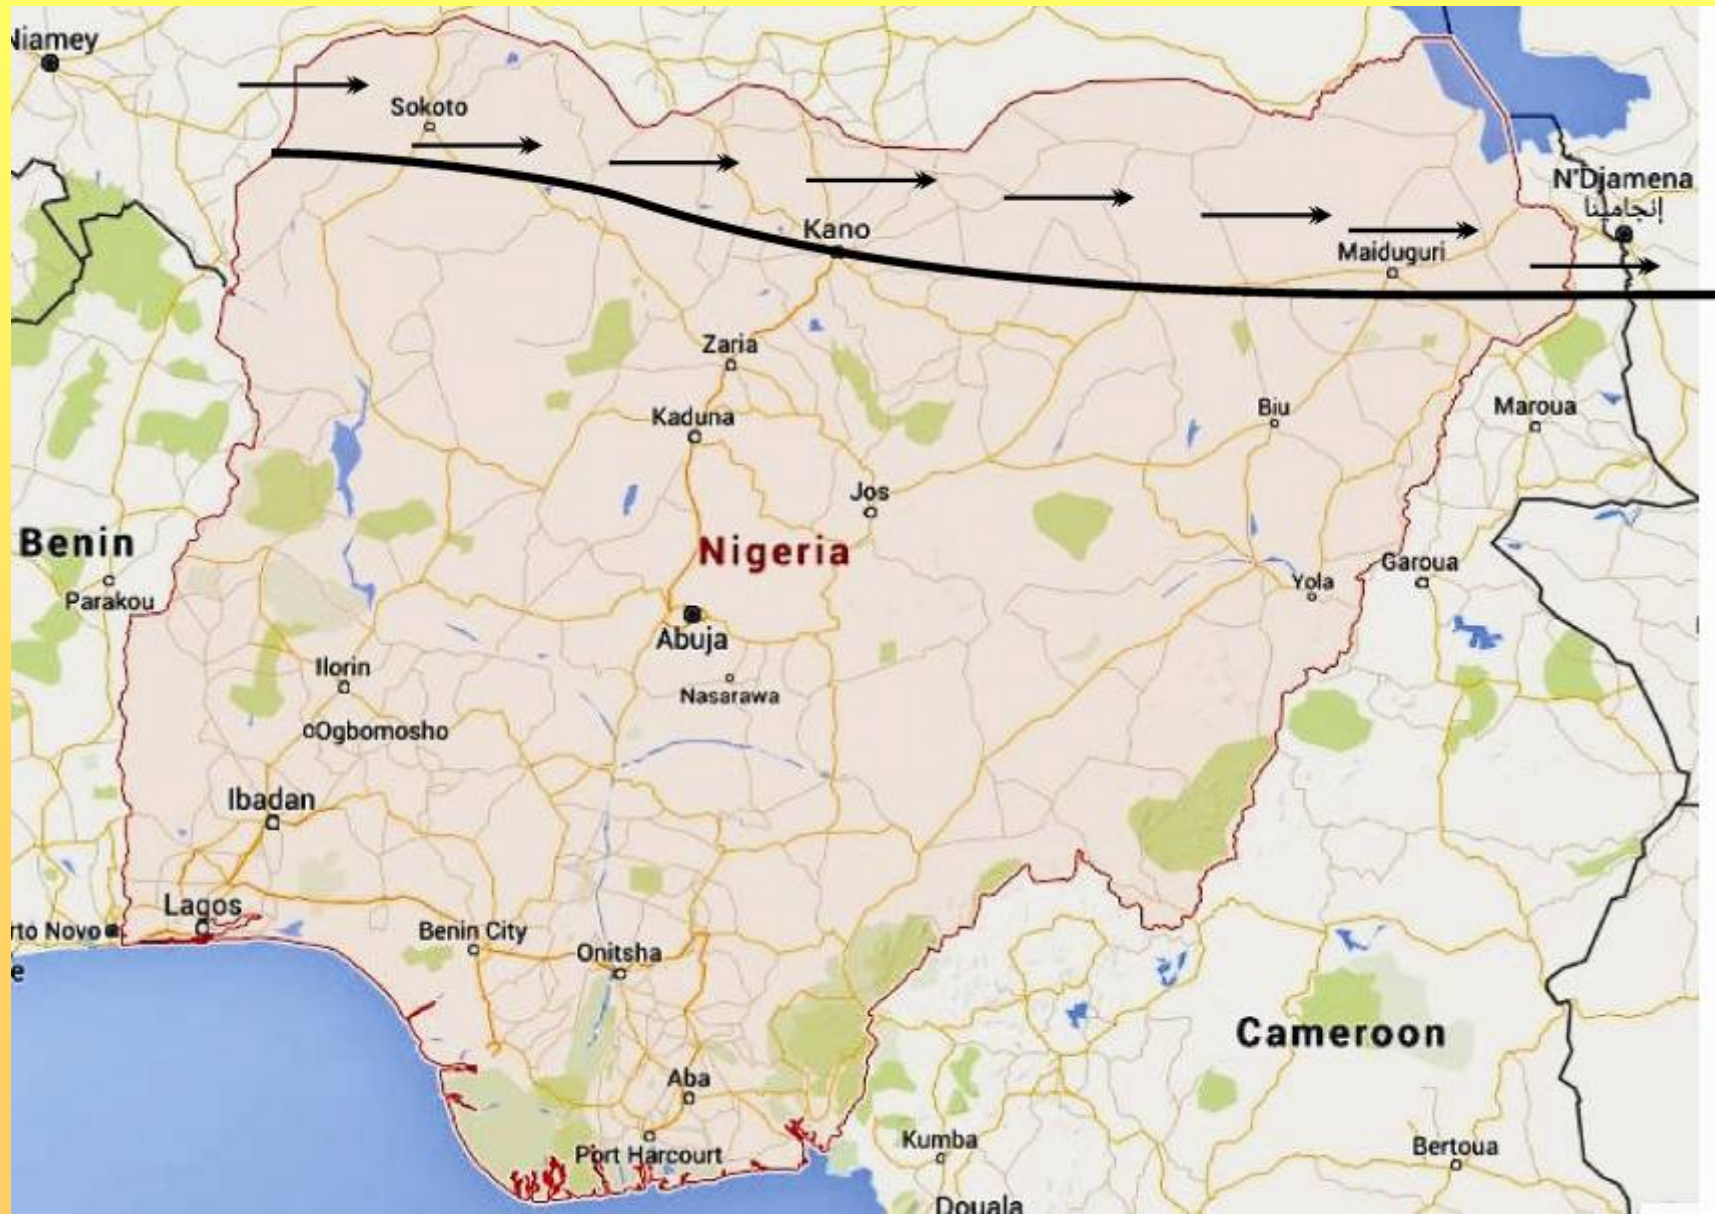 Niamey
Sokoto
N'Djamena
إنجامينا
Kano
Maiduguri
Zaria
Kaduna
Biu
Maroua
Jos
Benin
Nigeria
Garoua
Parakou
Yola
Abuja
Ilorin
Nasarawa
Ogbomosho
Ibadan
Lagos
rto Novo
Benin City
Onitsha
e
Cameroon
Aba
Kumba
Port Harcourt
Bertoua
Douala